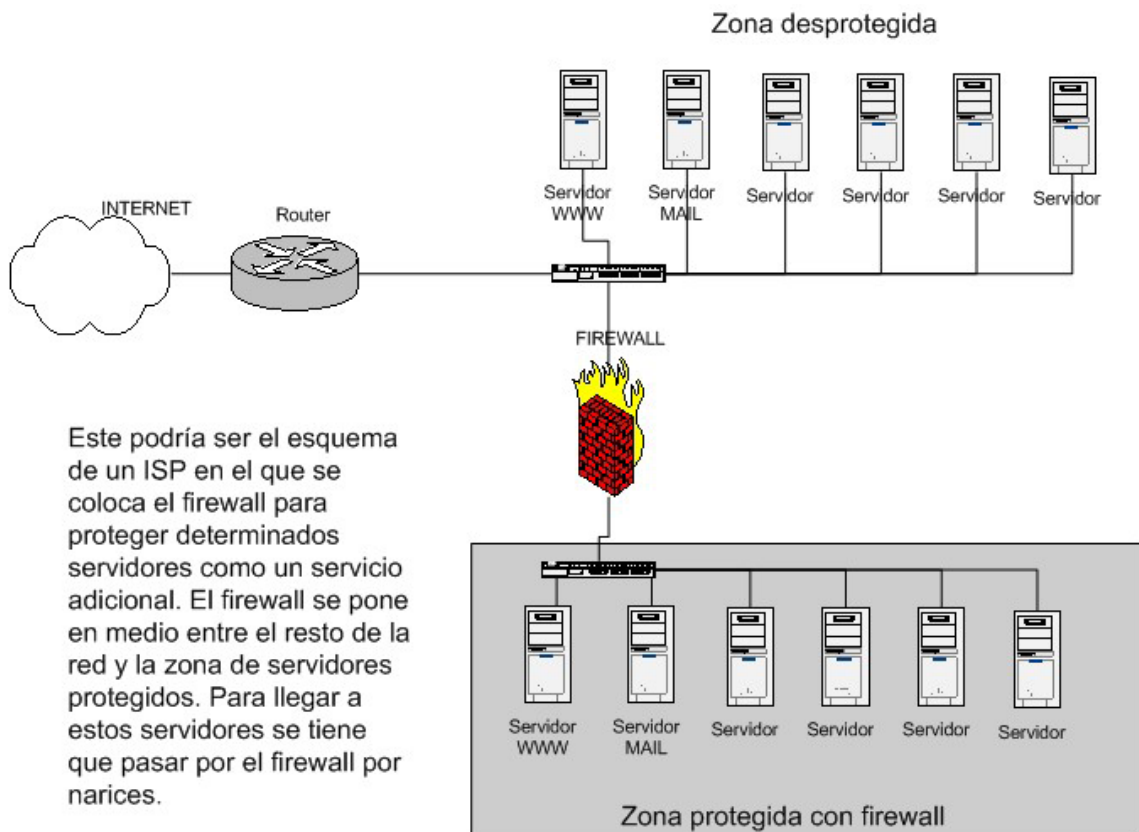 Zona desprotegida
Servidor
WWW
Servidor
MAIL
Servidor
Servidor
Servidor
Servidor
INTERNET
Router
FIREWALL
Este podría ser el esquema
de un ISP en el que se
coloca el firewall para
proteger determinados
servidores como un servicio
adicional. El firewall se pone
en medio entre el resto de la
red y la zona de servidores
protegidos. Para llegar a
estos servidores se tiene
que pasar por el firewall por
narices.
Servidor
WWW
Servidor
MAIL
Servidor
Servidor
Servidor
Servidor
Zona protegida con firewall